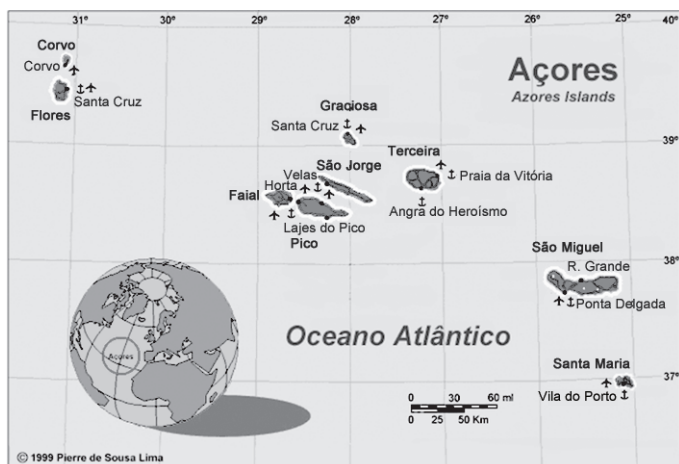 31° 30° 29° 28° 27° 26° 25° 40°
Corvo
Corvo
Santa Cruz
Flores
Açores
Azores Islands
Graciosa
Santa Cruz
39°
Terceira
São Jorge
Velas
Horta
Praia da Vitória
Faial
Angra do Heroísmo
Lajes do Pico
Pico
São Miguel
38°
R. Grande
Ponta Delgada
Açores
Oceano Atlântico
Santa Maria
37°
Vila do Porto
0 30 60 mi
0 25 50 Km
© 1999 Pierre de Sousa Lima